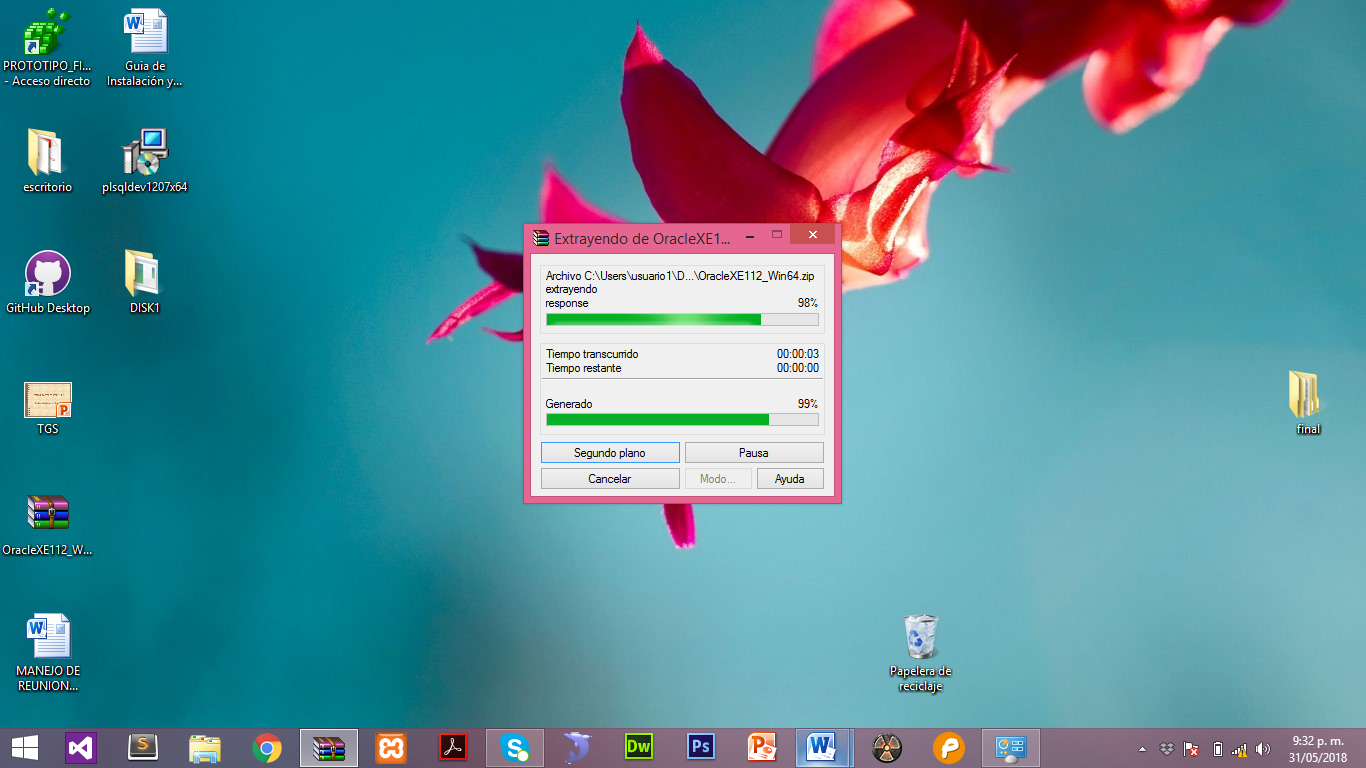 PROTOTIPO_FI...
- Acceso directo
Guia de
Instalación y...
escritorio
plsqldev1207x64
GitHub Desktop
DISK1
TGS
OracleXE112_W...
MANEJO DE
REUNION...
Extrayendo de OracleXE1...
Archivo C:\Users\usuario1\D...\OracleXE112_Win64.zip
extrayendo
response 98%
Tiempo transcurrido 00:00:03
Tiempo restante 00:00:00
Generado 99%
Segundo plano Pausa
Cancelar Modo... Ayuda
final
Papelera de
reciclaje
S
Dw
Ps
9:32 p. m.
31/05/2018